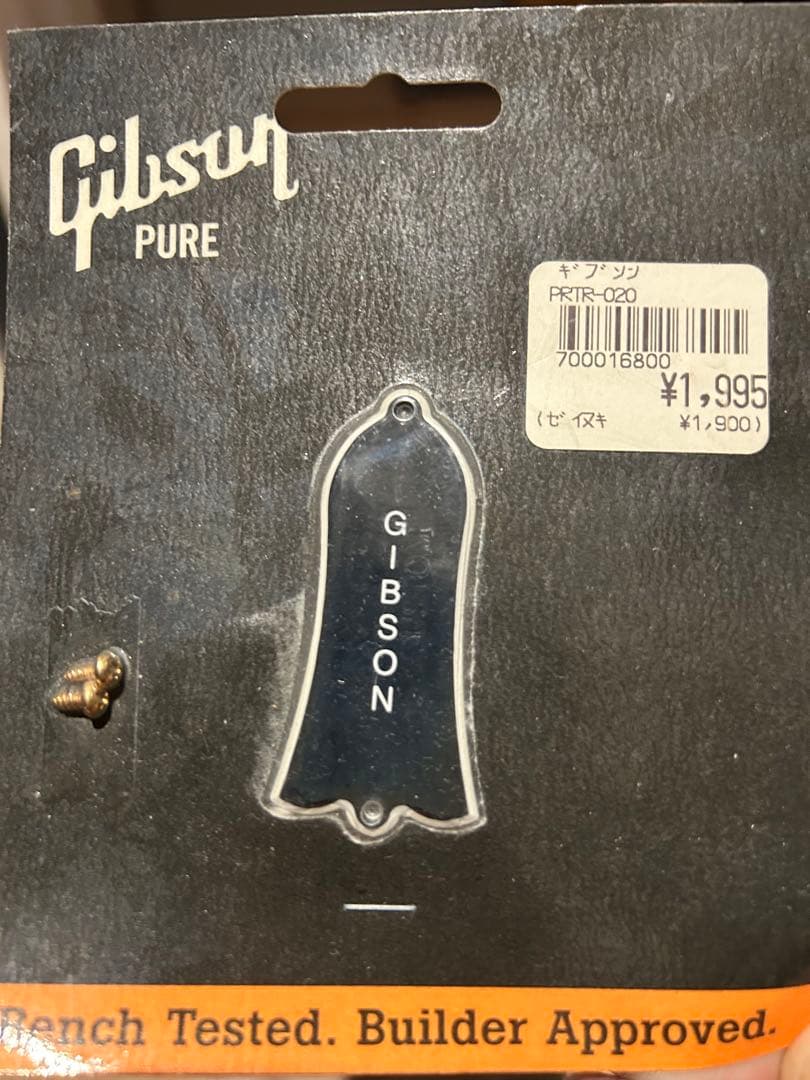 Gibson
PURE
ギブソン
PRTR-020
700016800
¥1,995
(ゼイヌキ ¥1,900)
G
I
B
S
O
N
Bench Tested. Builder Approved.